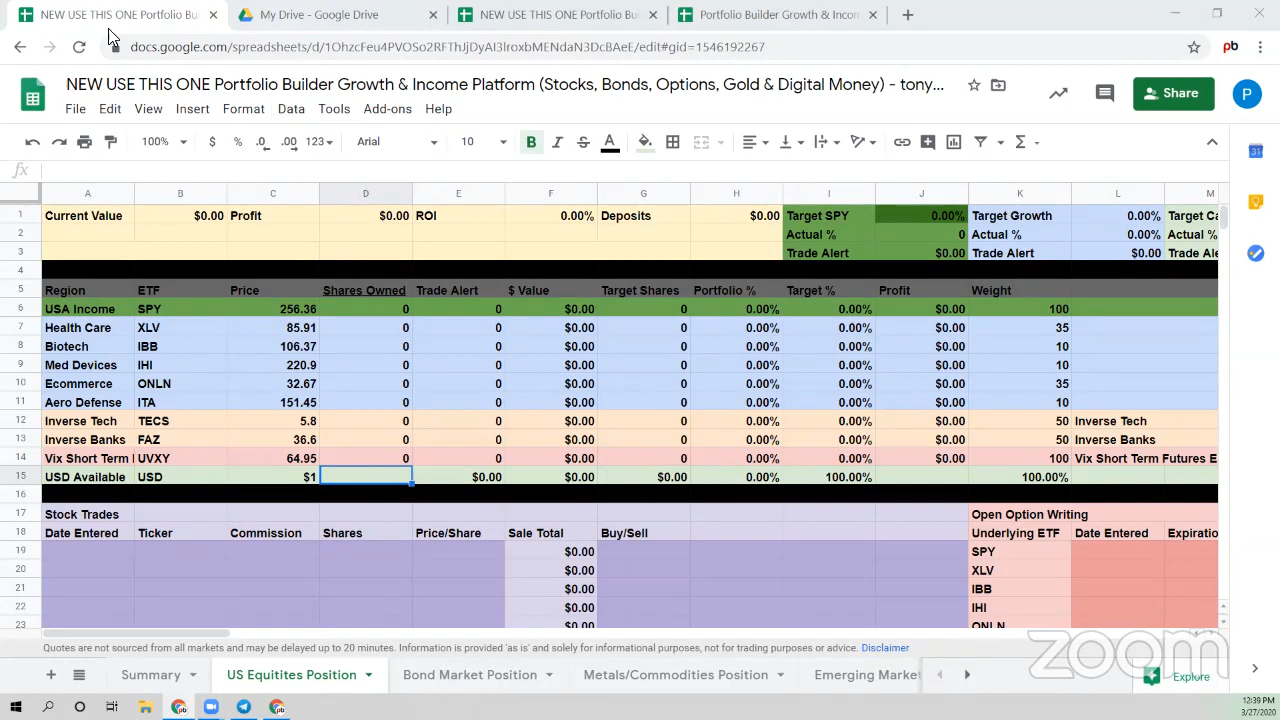 NEW USE THIS ONE Portfolio Bu
My Drive - Google Drive
NEW USE THIS ONE Portfolio Bu
Portfolio Builder Growth & Incom
docs.google.com/spreadsheets/d/1OhzcFeu4PVOSo2RFThJjDyAI3IroxbMENdaN3DcBAeE/edit#gid=1546192267
pb
NEW USE THIS ONE Portfolio Builder Growth & Income Platform (Stocks, Bonds, Options, Gold & Digital Money) - tony...
Share
P
File Edit View Insert Format Data Tools Add-ons Help
100% $ % .0 .00 123 Arial 10 B I S A
31
fx
A B C D E F G H I J K L M
1 Current Value $0.00 Profit $0.00 ROI 0.00% Deposits $0.00 Target SPY 0.00% Target Growth 0.00% Target Ca
2 Actual % 0 Actual % 0.00% Actual %
3 Trade Alert $0.00 Trade Alert $0.00 Trade Ale
4
5 Region ETF Price Shares Owned Trade Alert $ Value Target Shares Portfolio % Target % Profit Weight
6 USA Income SPY 256.36 0 0 $0.00 0 0.00% 0.00% $0.00 100
7 Health Care XLV 85.91 0 0 $0.00 0 0.00% 0.00% $0.00 35
8 Biotech IBB 106.37 0 0 $0.00 0 0.00% 0.00% $0.00 10
9 Med Devices IHI 220.9 0 0 $0.00 0 0.00% 0.00% $0.00 10
10 Ecommerce ONLN 32.67 0 0 $0.00 0 0.00% 0.00% $0.00 35
11 Aero Defense ITA 151.45 0 0 $0.00 0 0.00% 0.00% $0.00 10
12 Inverse Tech TECS 5.8 0 0 $0.00 0 0.00% 0.00% $0.00 50 Inverse Tech
13 Inverse Banks FAZ 36.6 0 0 $0.00 0 0.00% 0.00% $0.00 50 Inverse Banks
14 Vix Short Term UVXY 64.95 0 0 $0.00 0 0.00% 0.00% $0.00 100 Vix Short Term Futures E
15 USD Available USD $1 $0.00 $0.00 $0.00 0.00% 100.00% 100.00%
16
17 Stock Trades Open Option Writing
18 Date Entered Ticker Commission Shares Price/Share Sale Total Buy/Sell Underlying ETF Date Entered Expiratio
19 $0.00 SPY
20 $0.00 XLV
21 $0.00 IBB
22 $0.00 IHI
23 $0.00 ONLN
Quotes are not sourced from all markets and may be delayed up to 20 minutes. Information is provided 'as is' and solely for informational purposes, not for trading purposes or advice. Disclaimer
zoom
Summary US Equitites Position Bond Market Position Metals/Commodities Position Emerging Market Explore
12:39 PM
3/27/2020